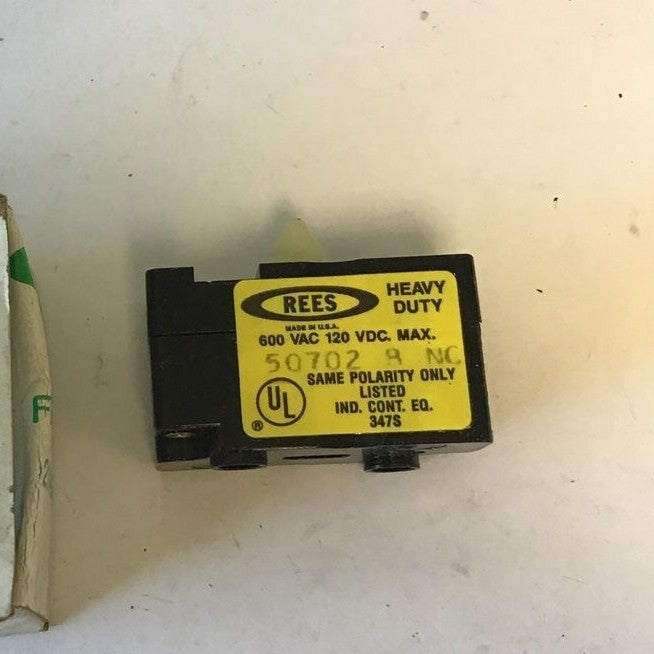 REES
HEAVY
DUTY
MADE IN U.S.A.
600 VAC 120 VDC. MAX.
50702 NC
SAME POLARITY ONLY
LISTED
IND. CONT. EQ.
347S
UL
®